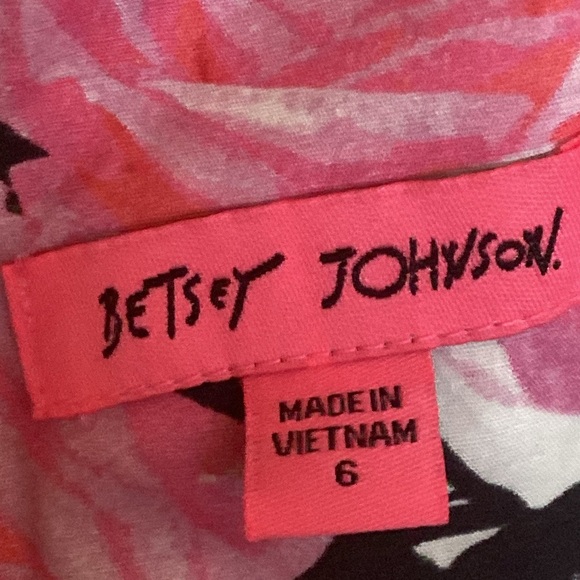 BETSEY JOHNSON.
MADE IN
VIETNAM
6